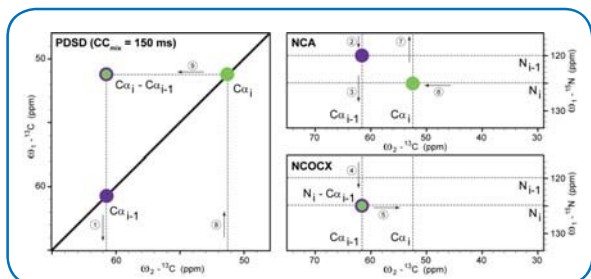 PDSD (CCmix = 150 ms)
50
60
ω1 - 13C (ppm)
9
Cαi - Cαi-1
Cαi
Cαi-1
1
8
60
50
ω2 - 13C (ppm)
NCA
2
7
Ni-1
3
6
Ni
Cαi-1
Cαi
120
130
ω1 - 15N (ppm)
70
60
50
40
30
ω2 - 13C (ppm)
NCOCX
4
Ni-1
Ni - Cαi-1
5
Ni
Cαi-1
Cαi
120
130
ω1 - 15N (ppm)
70
60
50
40
30
ω2 - 13C (ppm)